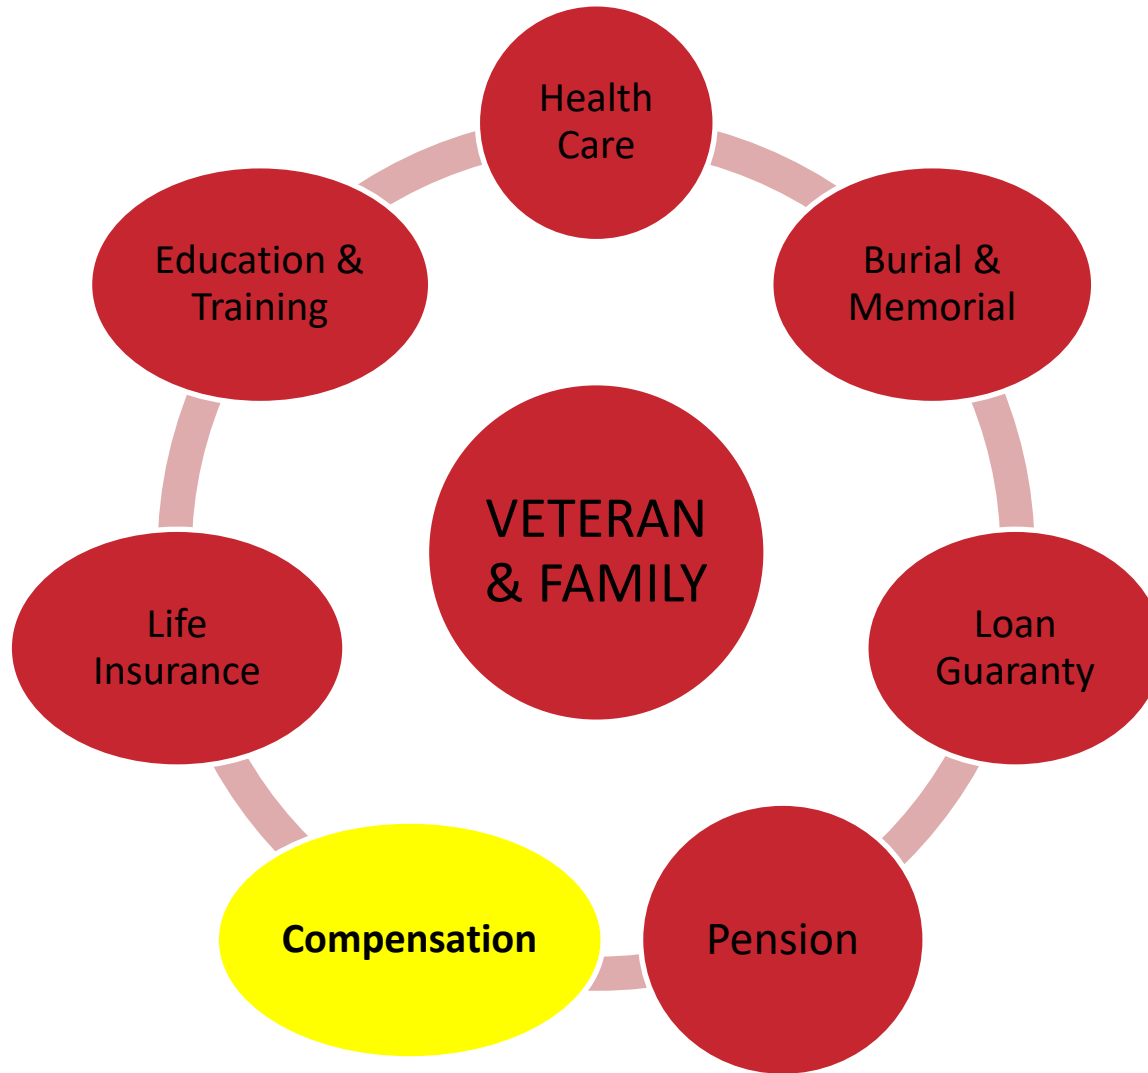 Health
Care
Burial &
Memorial
Loan
Guaranty
Pension
Compensation
Life
Insurance
Education &
Training
VETERAN
& FAMILY